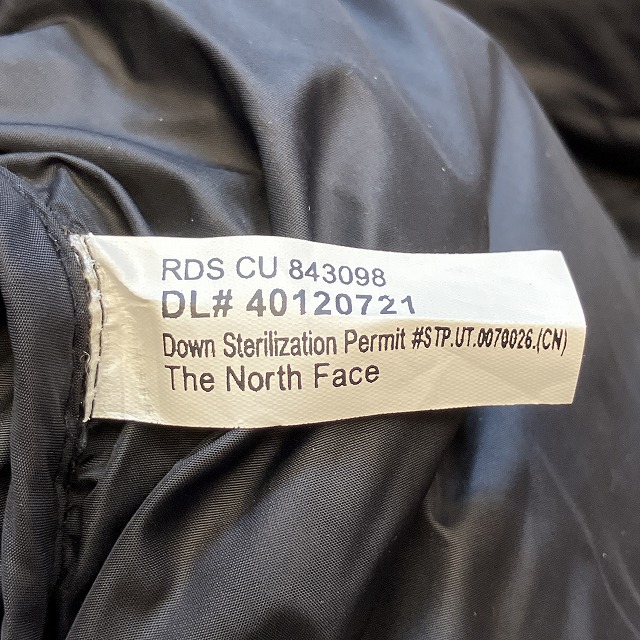 RDS CU 843098
DL# 40120721
Down Sterilization Permit #STP.UT.0070026.(CN)
The North Face